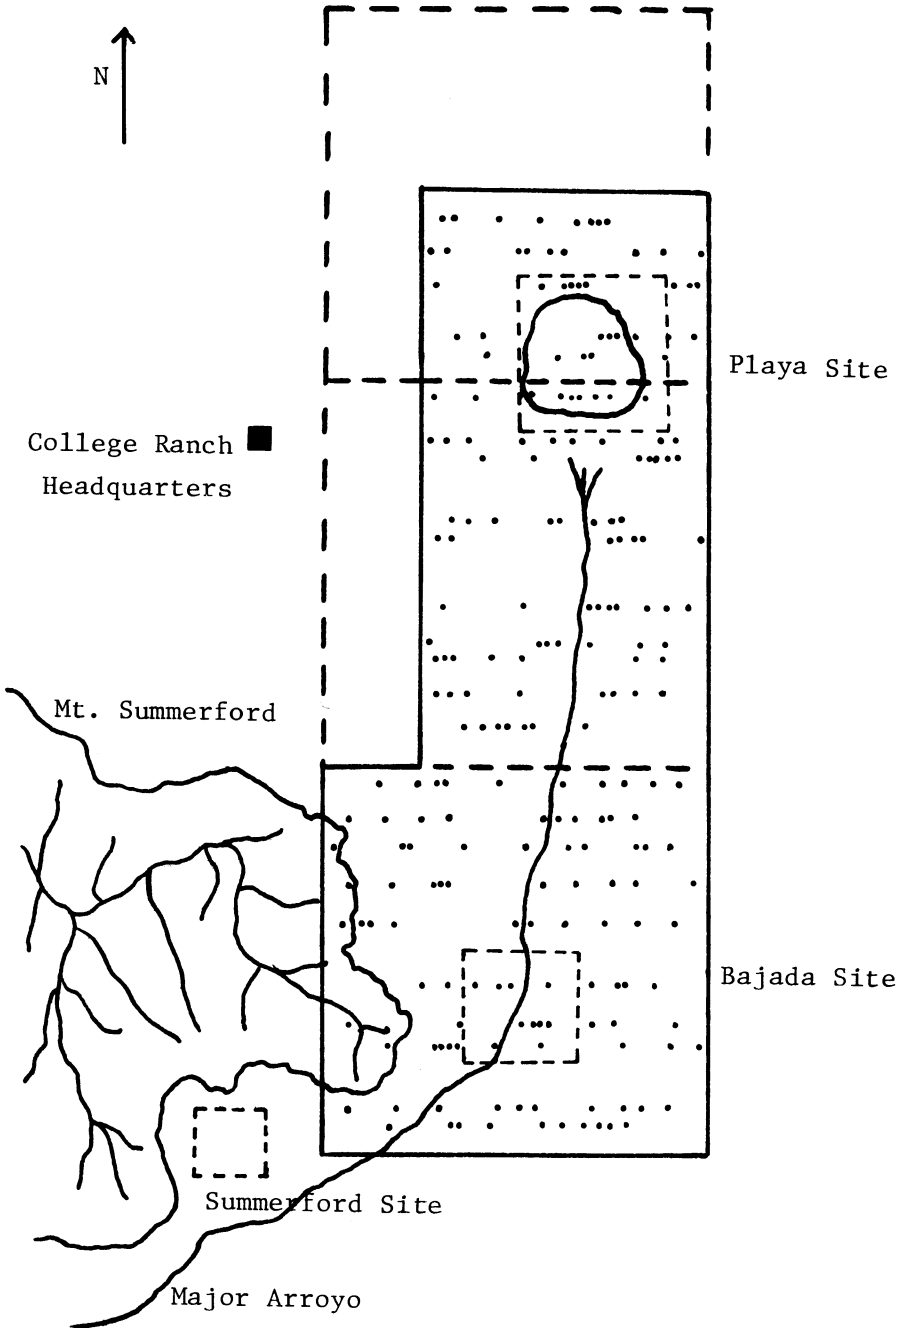 N
Playa Site
College Ranch
Headquarters
Mt. Summerford
Bajada Site
Summerford Site
Major Arroyo